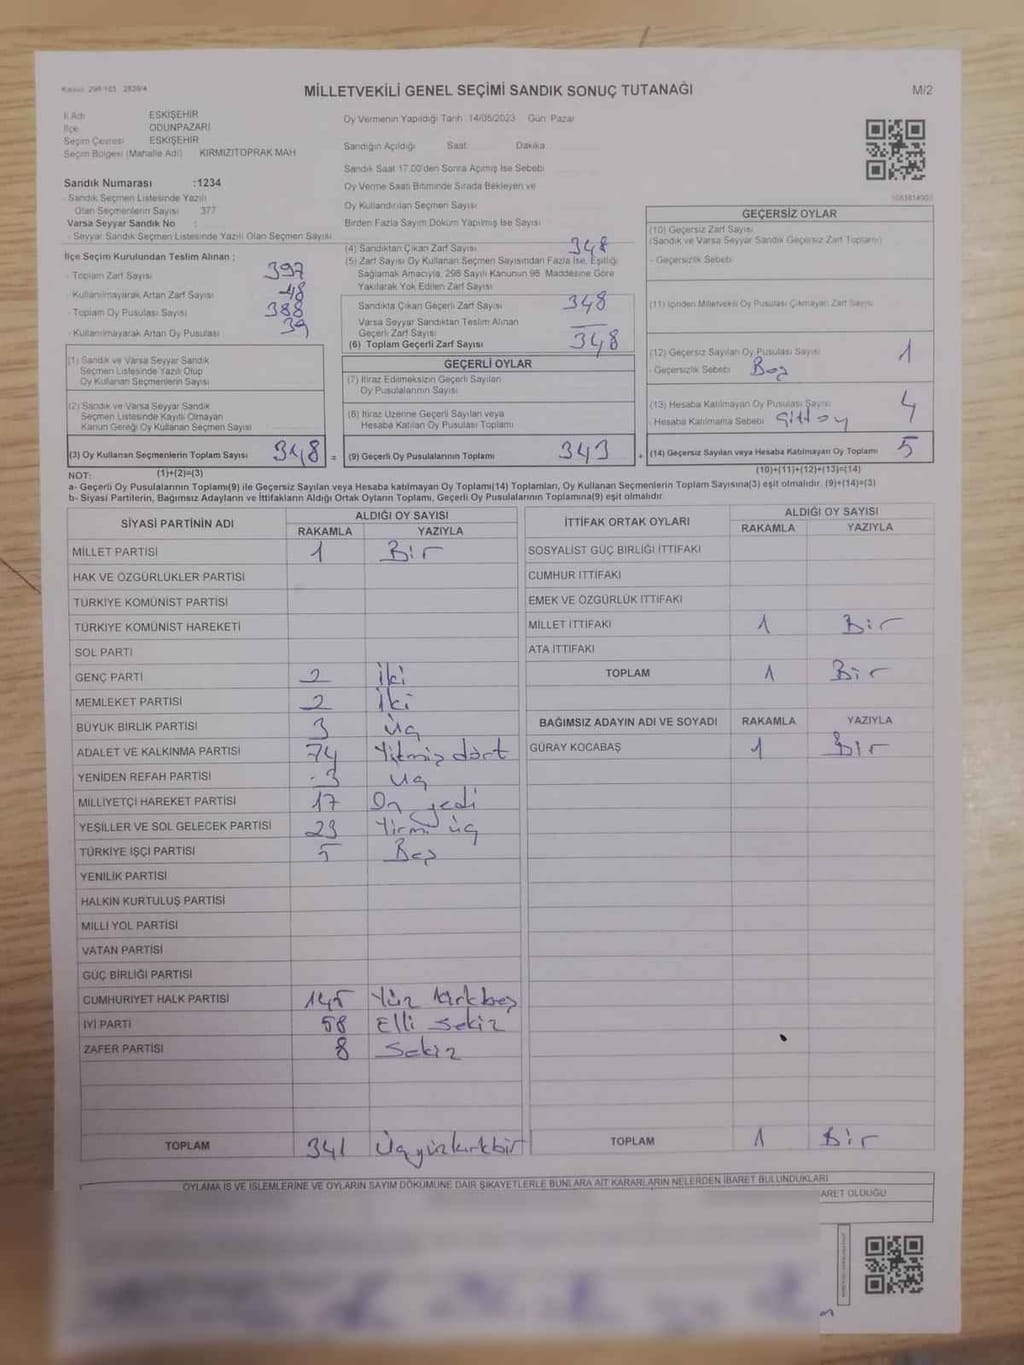 Kanun: 298/105 2839/4
MİLLETVEKİLİ GENEL SEÇİMİ SANDIK SONUÇ TUTANAĞI
M/2
İl Adı ESKİŞEHİR
İlçe ODUNPAZARI
Seçim Çevresi ESKİŞEHİR
Seçim Bölgesi (Mahalle Adı) KIRMIZITOPRAK MAH
Sandık Numarası :1234
Sandık Seçmen Listesinde Yazılı
Olan Seçmenlerin Sayısı 377
Varsa Seyyar Sandık No :
Seyyar Sandık Seçmen Listesinde Yazılı Olan Seçmen Sayısı
İlçe Seçim Kurulundan Teslim Alınan ;
- Toplam Zarf Sayısı 397
- Kullanılmayarak Artan Zarf Sayısı 48
- Toplam Oy Pusulası Sayısı 388
- Kullanılmayarak Artan Oy Pusulası 39
(1) Sandık ve Varsa Seyyar Sandık
Seçmen Listesinde Yazılı Olup
Oy Kullanan Seçmenlerin Sayısı
(2) Sandık ve Varsa Seyyar Sandık
Seçmen Listesinde Kayıtlı Olmayan
Kanun Gereği Oy Kullanan Seçmen Sayısı
(3) Oy Kullanan Seçmenlerin Toplam Sayısı 348 =
(1)+(2)=(3)
Oy Vermenin Yapıldığı Tarih :14/05/2023 Gün: Pazar
Sandığın Açıldığı Saat Dakika
Sandık Saat 17.00'den Sonra Açılmış İse Sebebi
Oy Verme Saati Bitiminde Sırada Bekleyen ve
Oy Kullandırılan Seçmen Sayısı
Birden Fazla Sayım Döküm Yapılmış İse Sayısı
(4) Sandıktan Çıkan Zarf Sayısı 348
(5) Zarf Sayısı Oy Kullanan Seçmen Sayısından Fazla İse, Eşitliği
Sağlamak Amacıyla, 298 Sayılı Kanunun 98. Maddesine Göre
Yakılarak Yok Edilen Zarf Sayısı
Sandıkta Çıkan Geçerli Zarf Sayısı 348
Varsa Seyyar Sandıktan Teslim Alınan
Geçerli Zarf Sayısı
(6) Toplam Geçerli Zarf Sayısı 348
GEÇERLİ OYLAR
(7) İtiraz Edilmeksizin Geçerli Sayılan
Oy Pusulalarının Sayısı
(8) İtiraz Üzerine Geçerli Sayılan veya
Hesaba Katılan Oy Pusulası Toplamı
(9) Geçerli Oy Pusulalarının Toplamı 343 +
GEÇERSİZ OYLAR
(10) Geçersiz Zarf Sayısı
(Sandık ve Varsa Seyyar Sandık Geçersiz Zarf Toplamı)
- Geçersizlik Sebebi
(11) İçinden Milletvekili Oy Pusulası Çıkmayan Zarf Sayısı
(12) Geçersiz Sayılan Oy Pusulası Sayısı 1
- Geçersizlik Sebebi Boş
(13) Hesaba Katılmayan Oy Pusulası Sayısı 4
- Hesaba Katılmama Sebebi Çift oy
(14) Geçersiz Sayılan veya Hesaba Katılmayan Oy Toplamı 5
(10)+(11)+(12)+(13)=(14)
NOT:
a- Geçerli Oy Pusulalarının Toplamı(9) ile Geçersiz Sayılan veya Hesaba katılmayan Oy Toplamı(14) Toplamları, Oy Kullanan Seçmenlerin Toplam Sayısına(3) eşit olmalıdır. (9)+(14)=(3)
b- Siyasi Partilerin, Bağımsız Adayların ve İttifakların Aldığı Ortak Oyların Toplamı, Geçerli Oy Pusulalarının Toplamına(9) eşit olmalıdır.
SİYASİ PARTİNİN ADI ALDIĞI OY SAYISI
RAKAMLA YAZIYLA
MİLLET PARTİSİ 1 Bir
HAK VE ÖZGÜRLÜKLER PARTİSİ
TÜRKİYE KOMÜNİST PARTİSİ
TÜRKİYE KOMÜNİST HAREKETİ
SOL PARTİ
GENÇ PARTİ 2 iki
MEMLEKET PARTİSİ 2 iki
BÜYÜK BİRLİK PARTİSİ 3 üç
ADALET VE KALKINMA PARTİSİ 74 Yetmiş dört
YENİDEN REFAH PARTİSİ 3 üç
MİLLİYETÇİ HAREKET PARTİSİ 17 On yedi
YEŞİLLER VE SOL GELECEK PARTİSİ 23 Yirmi üç
TÜRKİYE İŞÇİ PARTİSİ 5 Beş
YENİLİK PARTİSİ
HALKIN KURTULUŞ PARTİSİ
MİLLİ YOL PARTİSİ
VATAN PARTİSİ
GÜÇ BİRLİĞİ PARTİSİ
CUMHURİYET HALK PARTİSİ 145 Yüz kırkbeş
İYİ PARTİ 58 Elli sekiz
ZAFER PARTİSİ 8 Sekiz
TOPLAM 341 Üçyüzkırkbir
İTTİFAK ORTAK OYLARI ALDIĞI OY SAYISI
RAKAMLA YAZIYLA
SOSYALİST GÜÇ BİRLİĞİ İTTİFAKI
CUMHUR İTTİFAKI
EMEK VE ÖZGÜRLÜK İTTİFAKI
MİLLET İTTİFAKI 1 Bir
ATA İTTİFAKI
TOPLAM 1 Bir
BAĞIMSIZ ADAYIN ADI VE SOYADI RAKAMLA YAZIYLA
GÜRAY KOCABAŞ 1 Bir
TOPLAM 1 Bir
OYLAMA İŞ VE İŞLEMLERİNE VE OYLARIN SAYIM DÖKÜMÜNE DAİR ŞİKAYETLERLE BUNLARA AİT KARARLARIN NELERDEN İBARET BULUNDUKLARI
ARET OLDUĞU